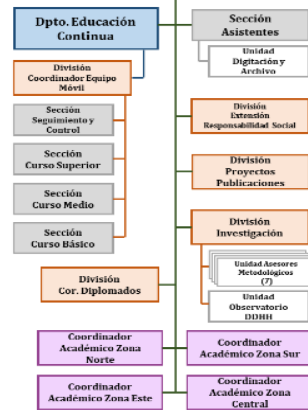 Dpto. Educación
Continua
División
Coordinador Equipo
Móvil
Sección
Seguimiento y
Control
Sección
Curso Superior
Sección
Curso Medio
Sección
Curso Básico
División
Cor. Diplomados
Sección
Asistentes
Unidad
Digitación y
Archivo
División
Extensión
Responsabilidad Social
División
Proyectos
Publicaciones
División
Investigación
Unidad Asesores
Metodológicos
(7)
Unidad
Observatorio
DDHH
Coordinador
Académico Zona
Norte
Coordinador
Académico Zona Sur
Coordinador
Académico Zona Este
Coordinador
Académico Zona
Central